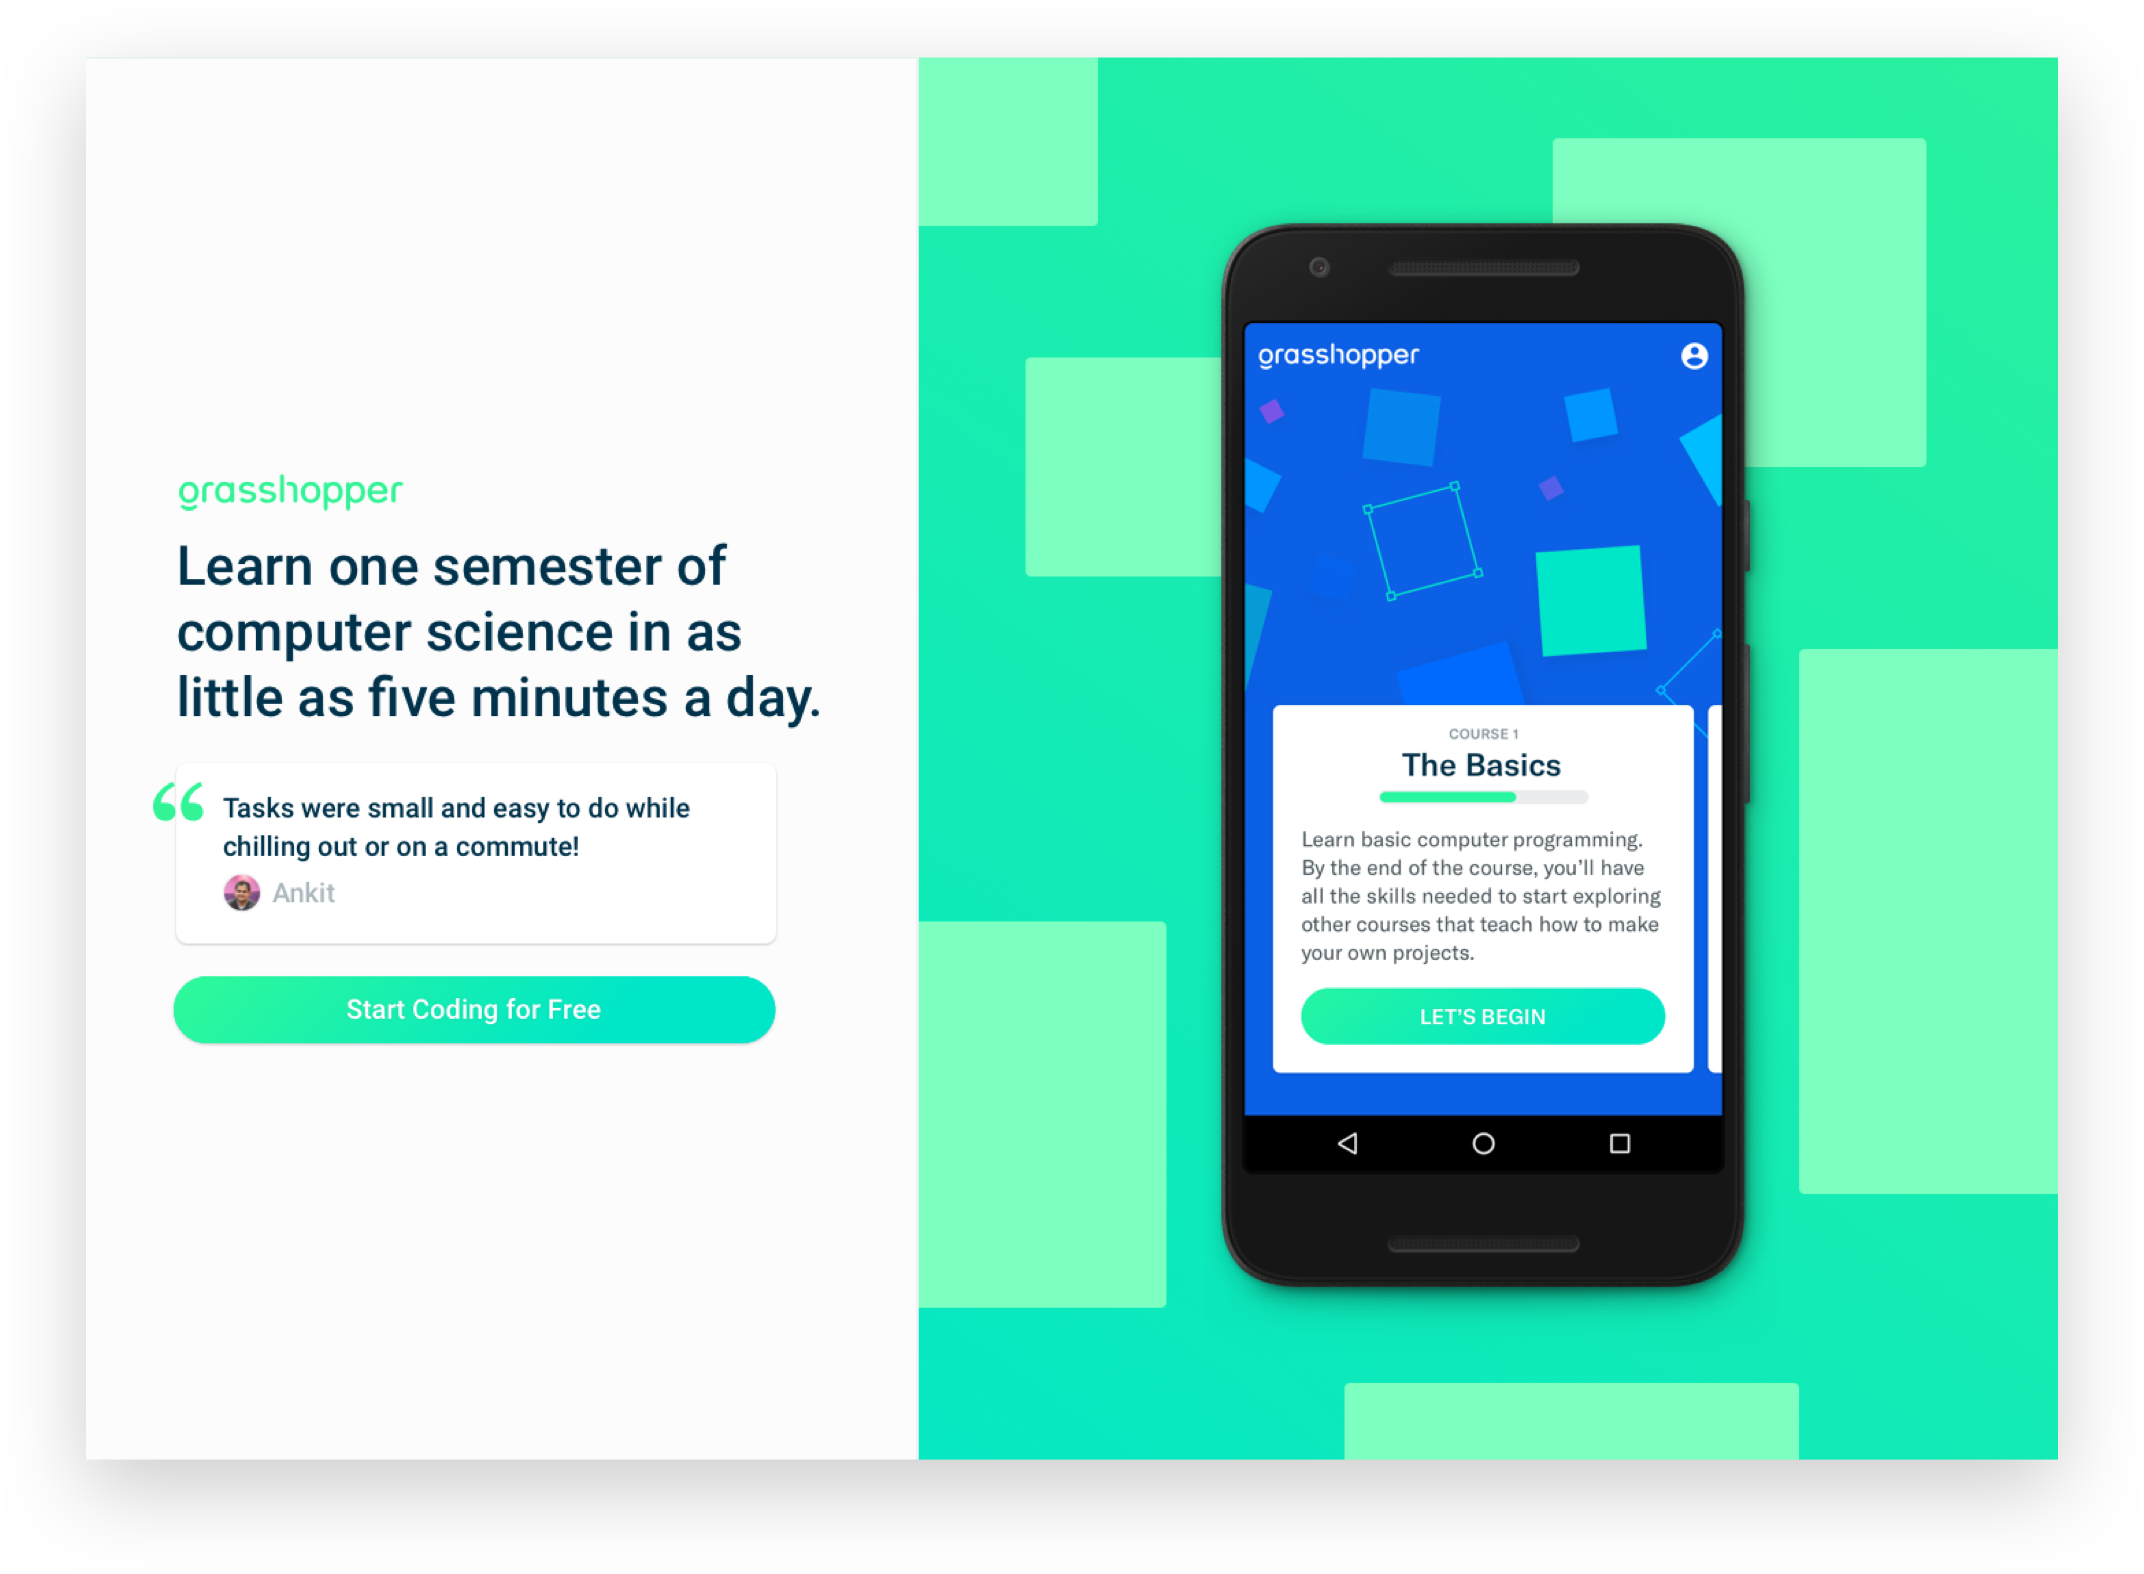 grasshopper
Learn one semester of
computer science in as
little as five minutes a day.
“ Tasks were small and easy to do while
chilling out or on a commute!
Ankit
Start Coding for Free
grasshopper
COURSE 1
The Basics
Learn basic computer programming.
By the end of the course, you’ll have
all the skills needed to start exploring
other courses that teach how to make
your own projects.
LET’S BEGIN